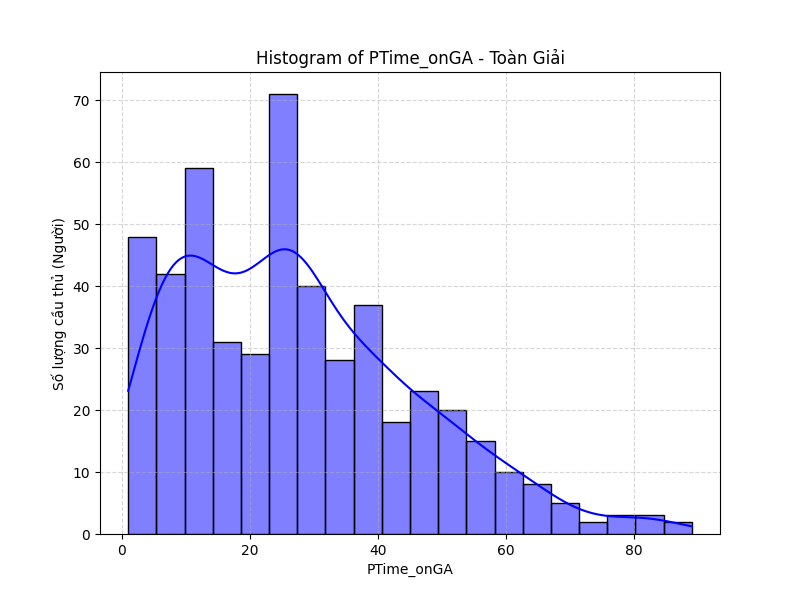 Histogram of PTime_onGA - Toàn Giải
Số lượng cầu thủ (Người)
70
60
50
40
30
20
10
0
0 20 40 60 80
PTime_onGA